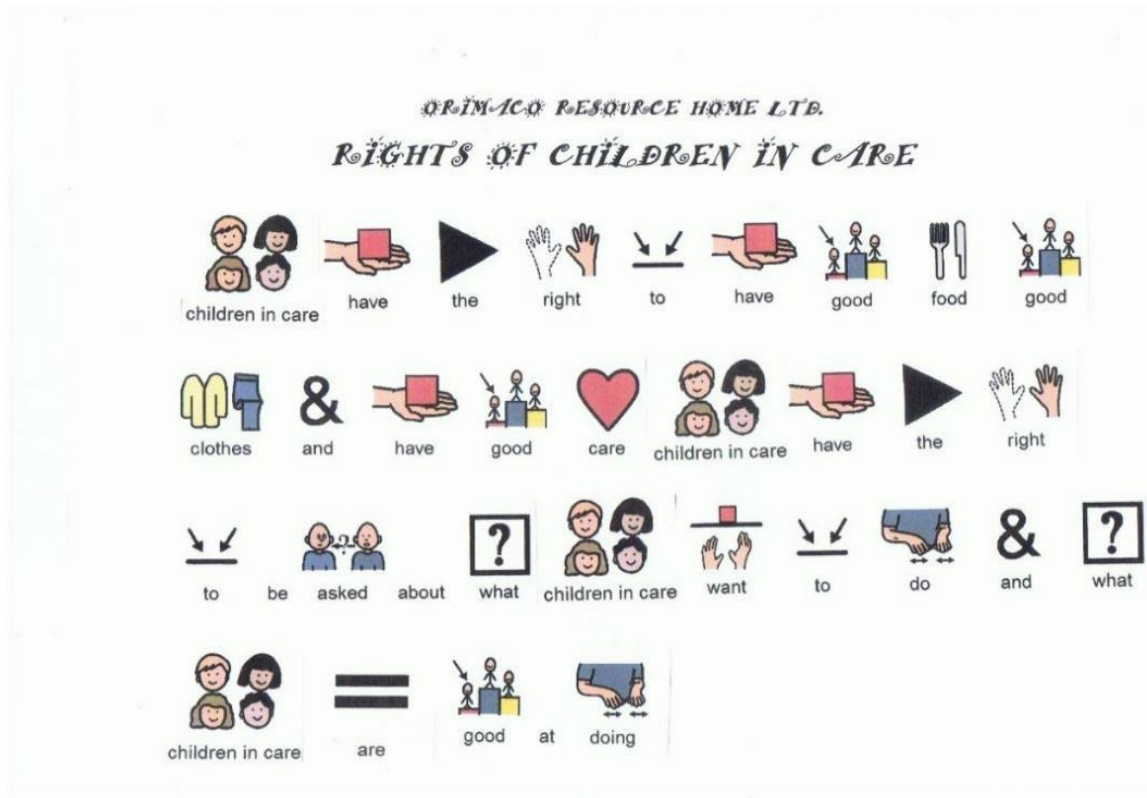 ORIMACO RESOURCE HOME LTD.
RIGHTS OF CHILDREN IN CARE
children in care have the right to have good food good
clothes & and have good care children in care have the right
to be asked about ? what children in care want to do & and ? what
children in care are good at doing